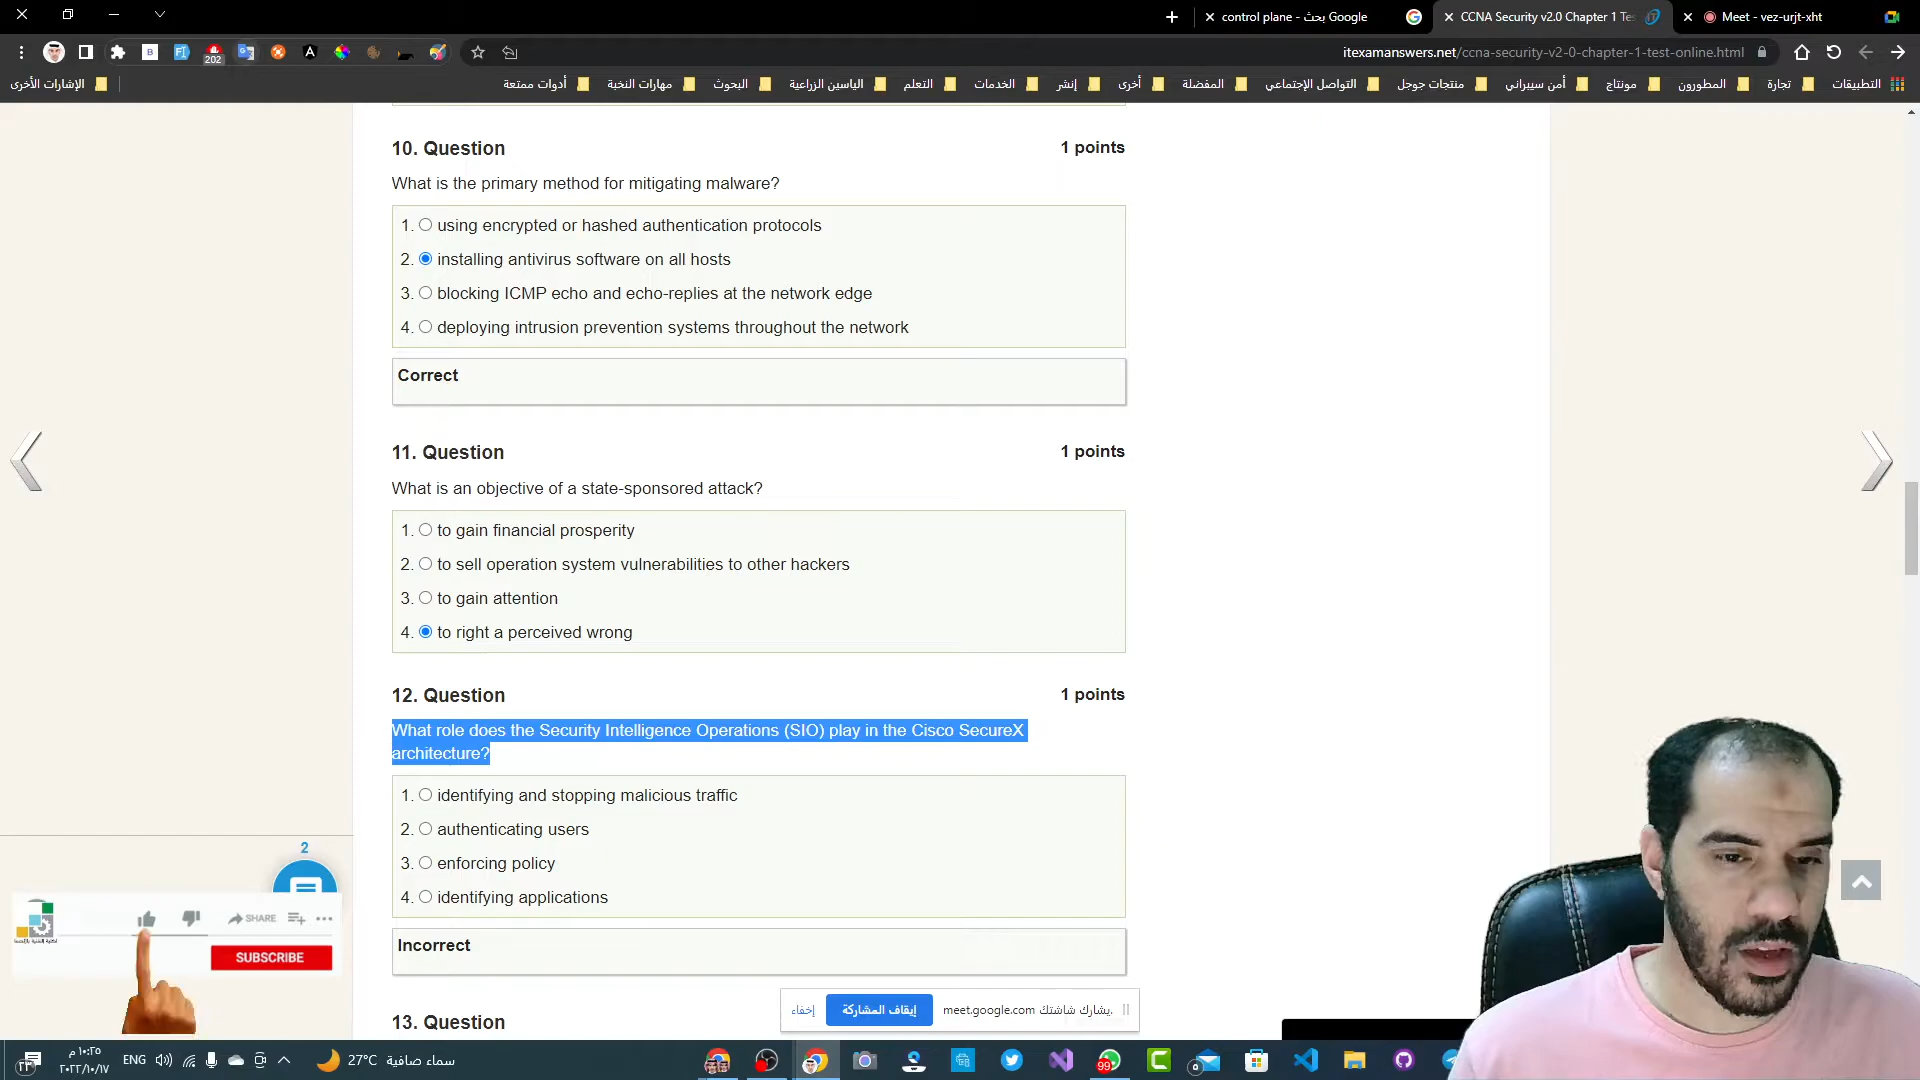 control plane - بحث Google
CCNA Security v2.0 Chapter 1 Te
Meet - vez-urjt-xht
itexamanswers.net/ccna-security-v2-0-chapter-1-test-online.html
202
التطبيقات
تجارة
المطورون
مونتاج
أمن سيبراني
منتجات جوجل
التواصل الإجتماعي
المفضلة
أخرى
إنشر
الخدمات
التعلم
الياسين الزراعية
البحوث
مهارات النخبة
أدوات ممتعة
الإشارات الأخرى
10. Question
1 points
What is the primary method for mitigating malware?
1. using encrypted or hashed authentication protocols
2. installing antivirus software on all hosts
3. blocking ICMP echo and echo-replies at the network edge
4. deploying intrusion prevention systems throughout the network
Correct
11. Question
1 points
What is an objective of a state-sponsored attack?
1. to gain financial prosperity
2. to sell operation system vulnerabilities to other hackers
3. to gain attention
4. to right a perceived wrong
12. Question
1 points
What role does the Security Intelligence Operations (SIO) play in the Cisco SecureX
architecture?
1. identifying and stopping malicious traffic
2. authenticating users
3. enforcing policy
4. identifying applications
Incorrect
13. Question
2
SHARE
SUBSCRIBE
يشارك شاشتك meet.google.com.
إيقاف المشاركة
إخفاء
١٠:٢٥ م
٢٠٢٢/١٠/١٧
ENG
27°C سماء صافية
99